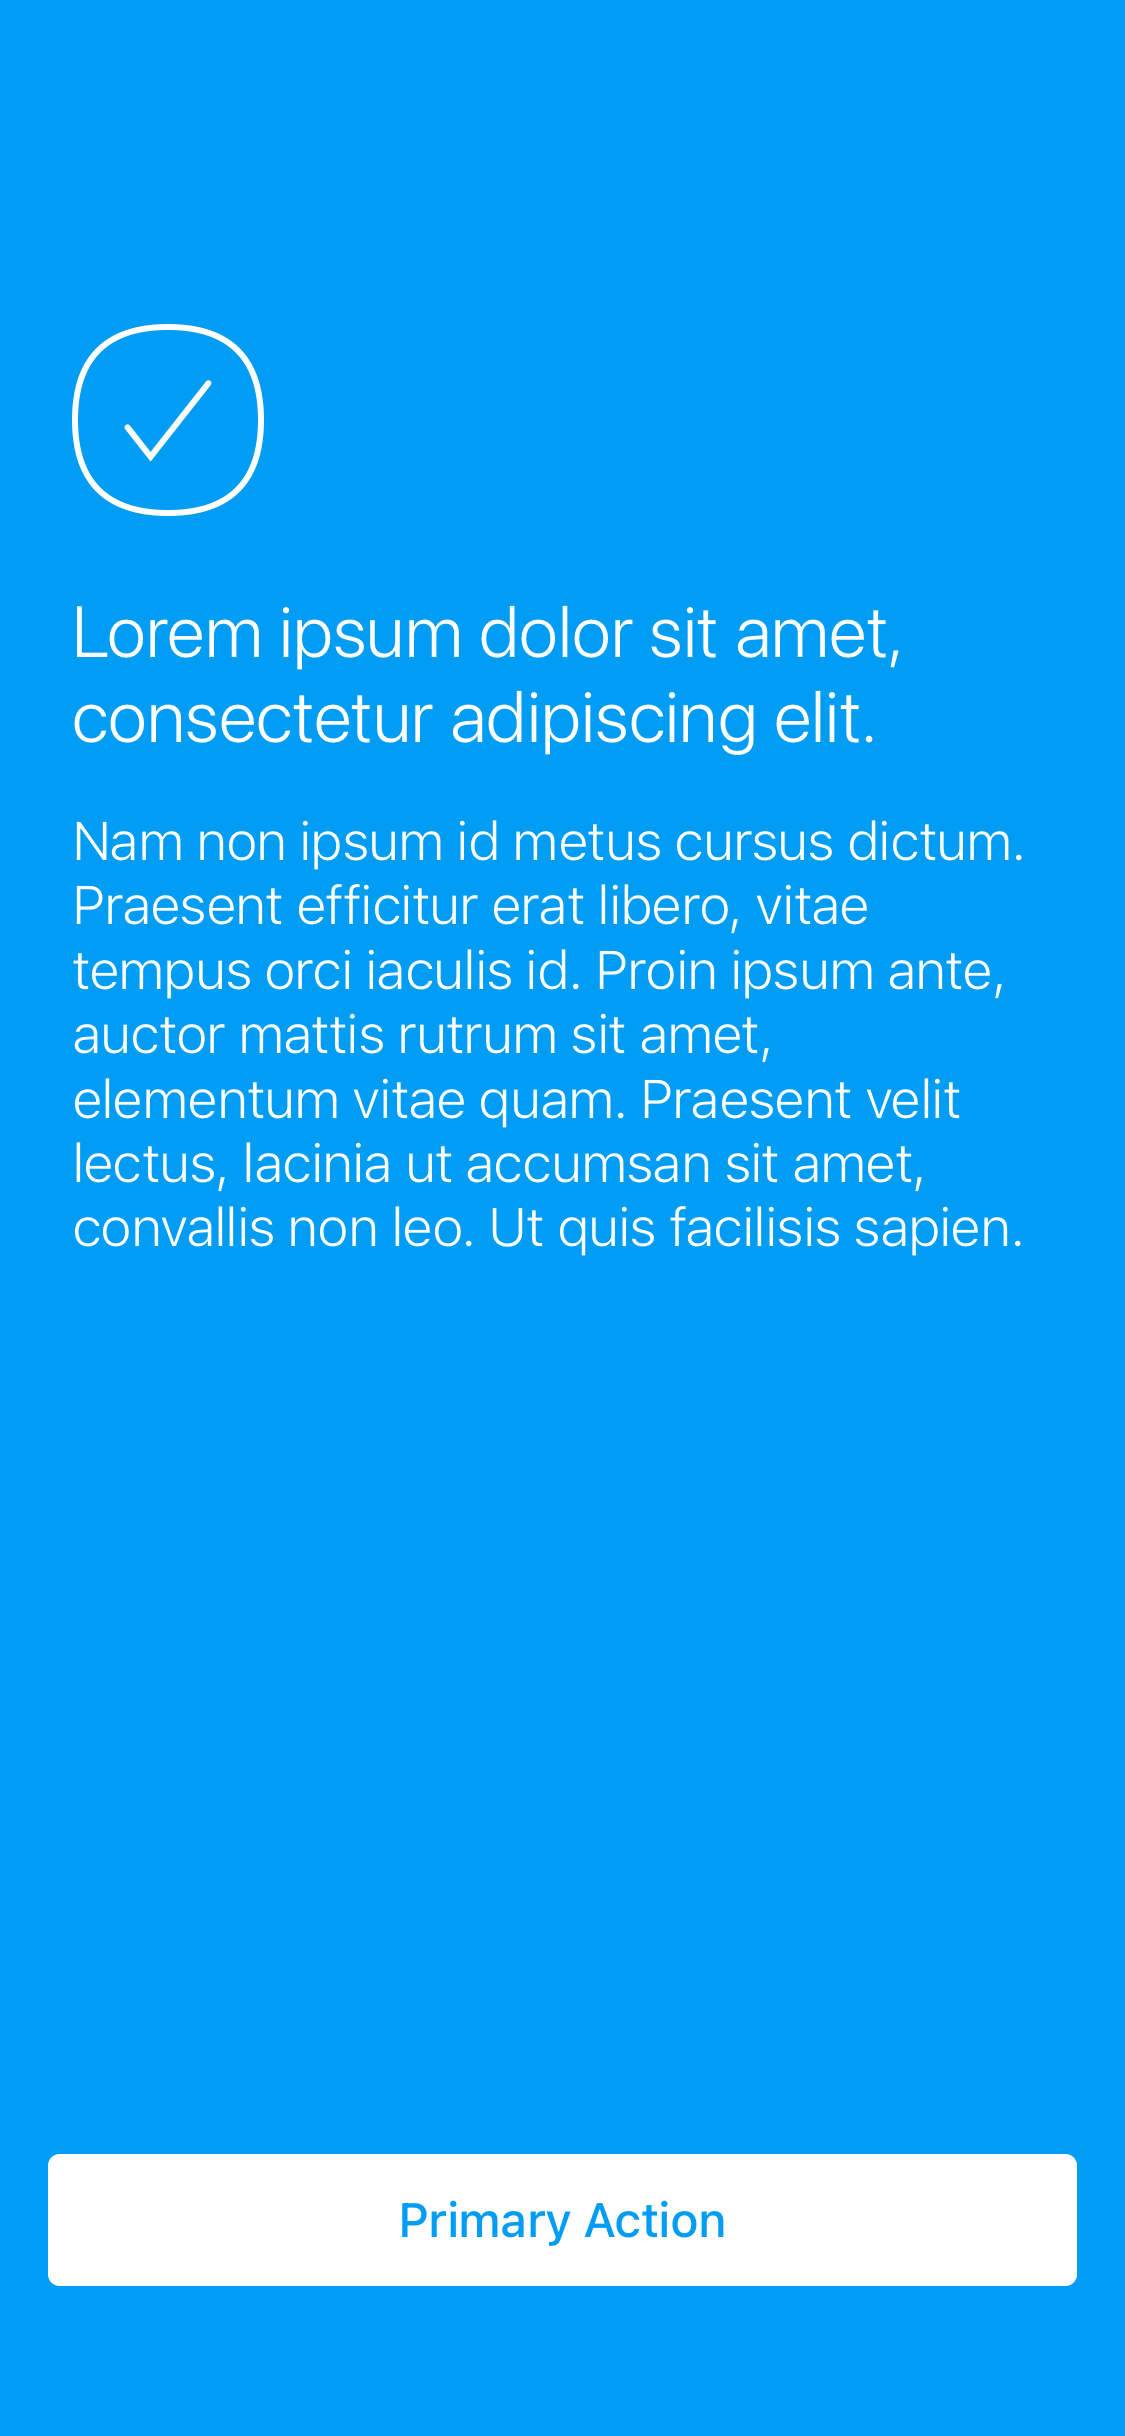 Lorem ipsum dolor sit amet,
consectetur adipiscing elit.
Nam non ipsum id metus cursus dictum.
Praesent efficitur erat libero, vitae
tempus orci iaculis id. Proin ipsum ante,
auctor mattis rutrum sit amet,
elementum vitae quam. Praesent velit
lectus, lacinia ut accumsan sit amet,
convallis non leo. Ut quis facilisis sapien.
Primary Action